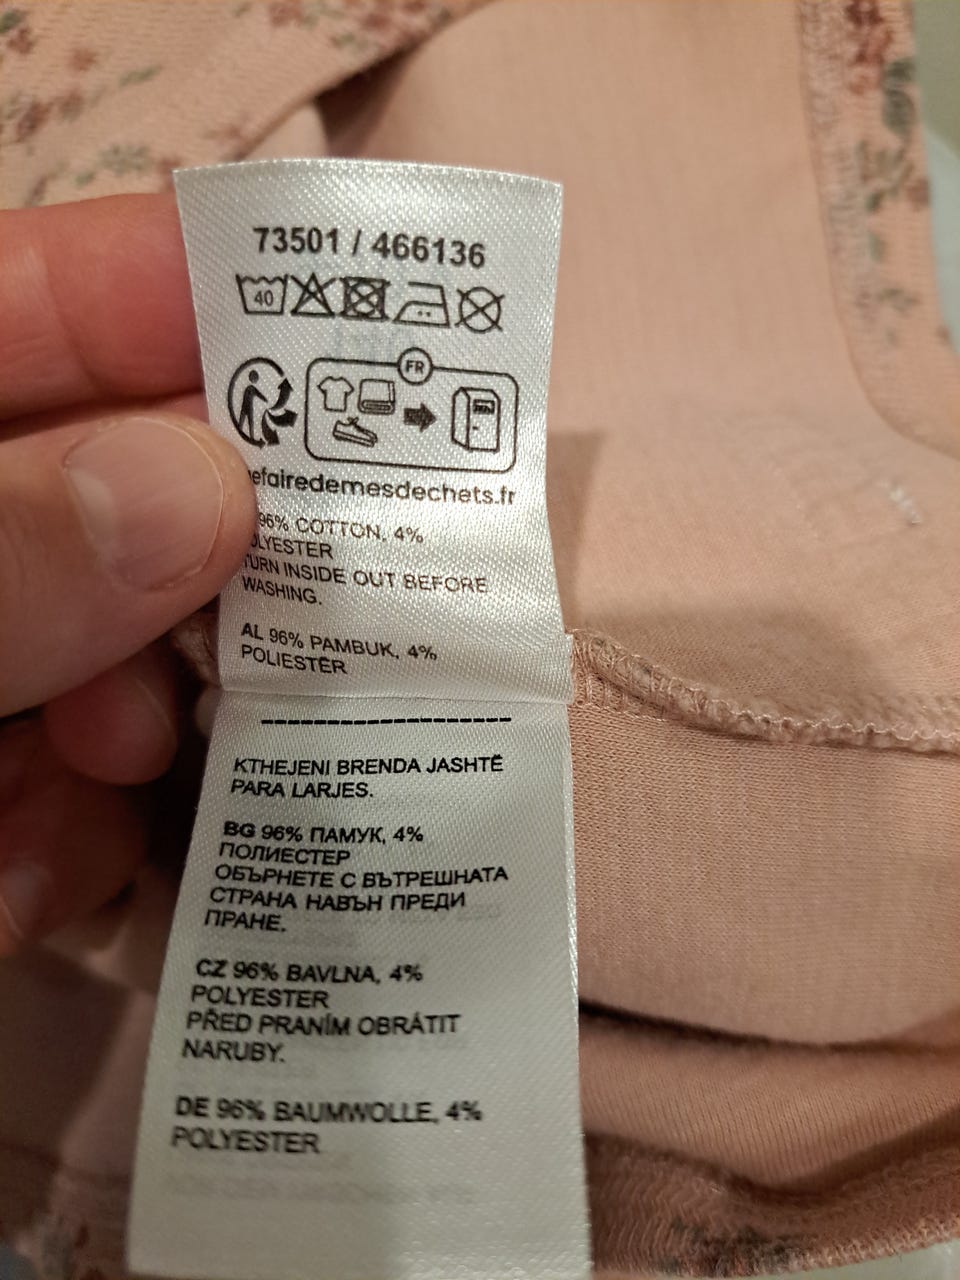 73501 / 466136
40
FR
efairedemesdechets.fr
96% COTTON, 4%
OLYESTER
TURN INSIDE OUT BEFORE
WASHING.
AL 96% PAMBUK, 4%
POLIESTËR
KTHEJENI BRENDA JASHTË
PARA LARJES.
BG 96% ПАМУК, 4%
ПОЛИЕСТЕР
ОБЪРНЕТЕ С ВЪТРЕШНАТА
СТРАНА НАВЪН ПРЕДИ
ПРАНЕ.
CZ 96% BAVLNA, 4%
POLYESTER
PŘED PRANÍM OBRÁTIT
NARUBY.
DE 96% BAUMWOLLE, 4%
POLYESTER